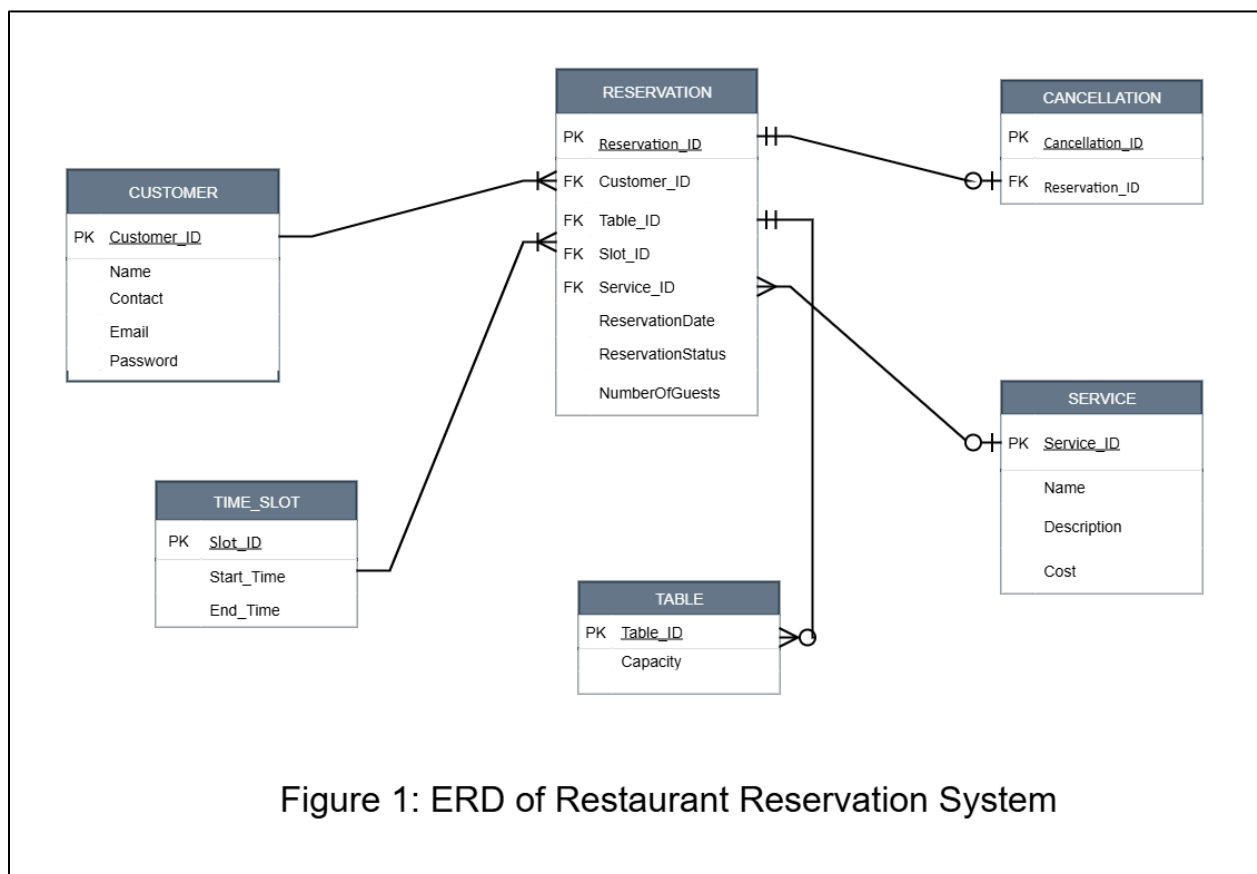 RESERVATION
PK Reservation_ID
FK Customer_ID
FK Table_ID
FK Slot_ID
FK Service_ID
ReservationDate
ReservationStatus
NumberOfGuests
CANCELLATION
PK Cancellation_ID
FK Reservation_ID
CUSTOMER
PK Customer_ID
Name
Contact
Email
Password
SERVICE
PK Service_ID
Name
Description
Cost
TIME_SLOT
PK Slot_ID
Start_Time
End_Time
TABLE
PK Table_ID
Capacity
Figure 1: ERD of Restaurant Reservation System